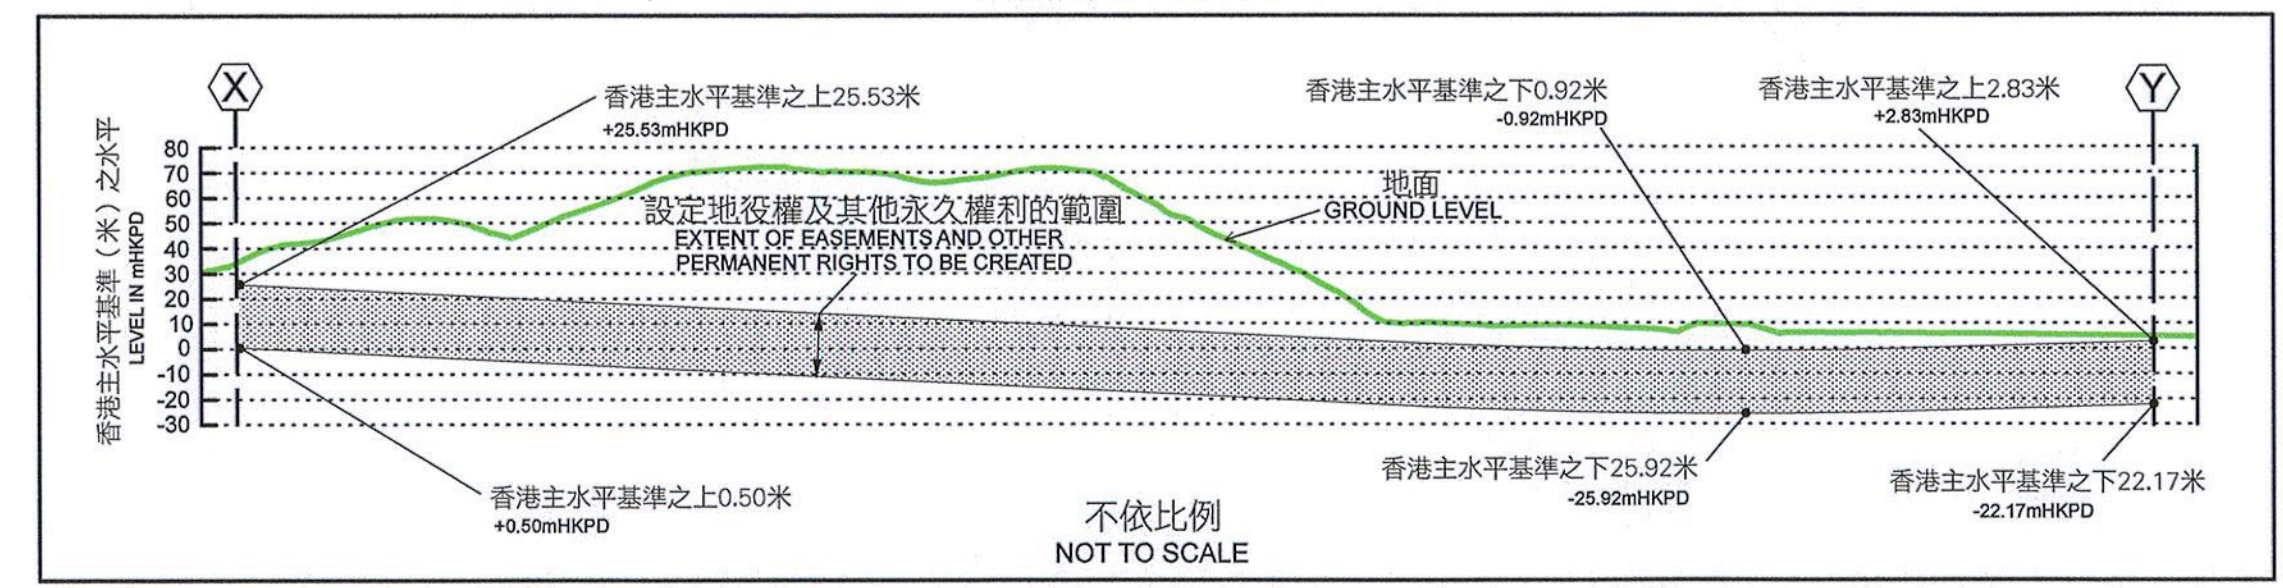 X
Y
香港主水平基準之上25.53米
+25.53mHKPD
香港主水平基準之下0.92米
-0.92mHKPD
香港主水平基準之上2.83米
+2.83mHKPD
香港主水平基準（米）之水平
LEVEL IN mHKPD
80
70
60
50
40
30
20
10
0
-10
-20
-30
地面
GROUND LEVEL
設定地役權及其他永久權利的範圍
EXTENT OF EASEMENTS AND OTHER
PERMANENT RIGHTS TO BE CREATED
香港主水平基準之上0.50米
+0.50mHKPD
香港主水平基準之下25.92米
-25.92mHKPD
香港主水平基準之下22.17米
-22.17mHKPD
不依比例
NOT TO SCALE